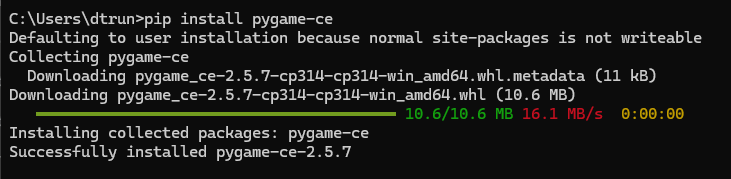 C:\Users\dtrun>pip install pygame-ce
Defaulting to user installation because normal site-packages is not writeable
Collecting pygame-ce
  Downloading pygame_ce-2.5.7-cp314-cp314-win_amd64.whl.metadata (11 kB)
Downloading pygame_ce-2.5.7-cp314-cp314-win_amd64.whl (10.6 MB)
10.6/10.6 MB 16.1 MB/s  0:00:00
Installing collected packages: pygame-ce
Successfully installed pygame-ce-2.5.7